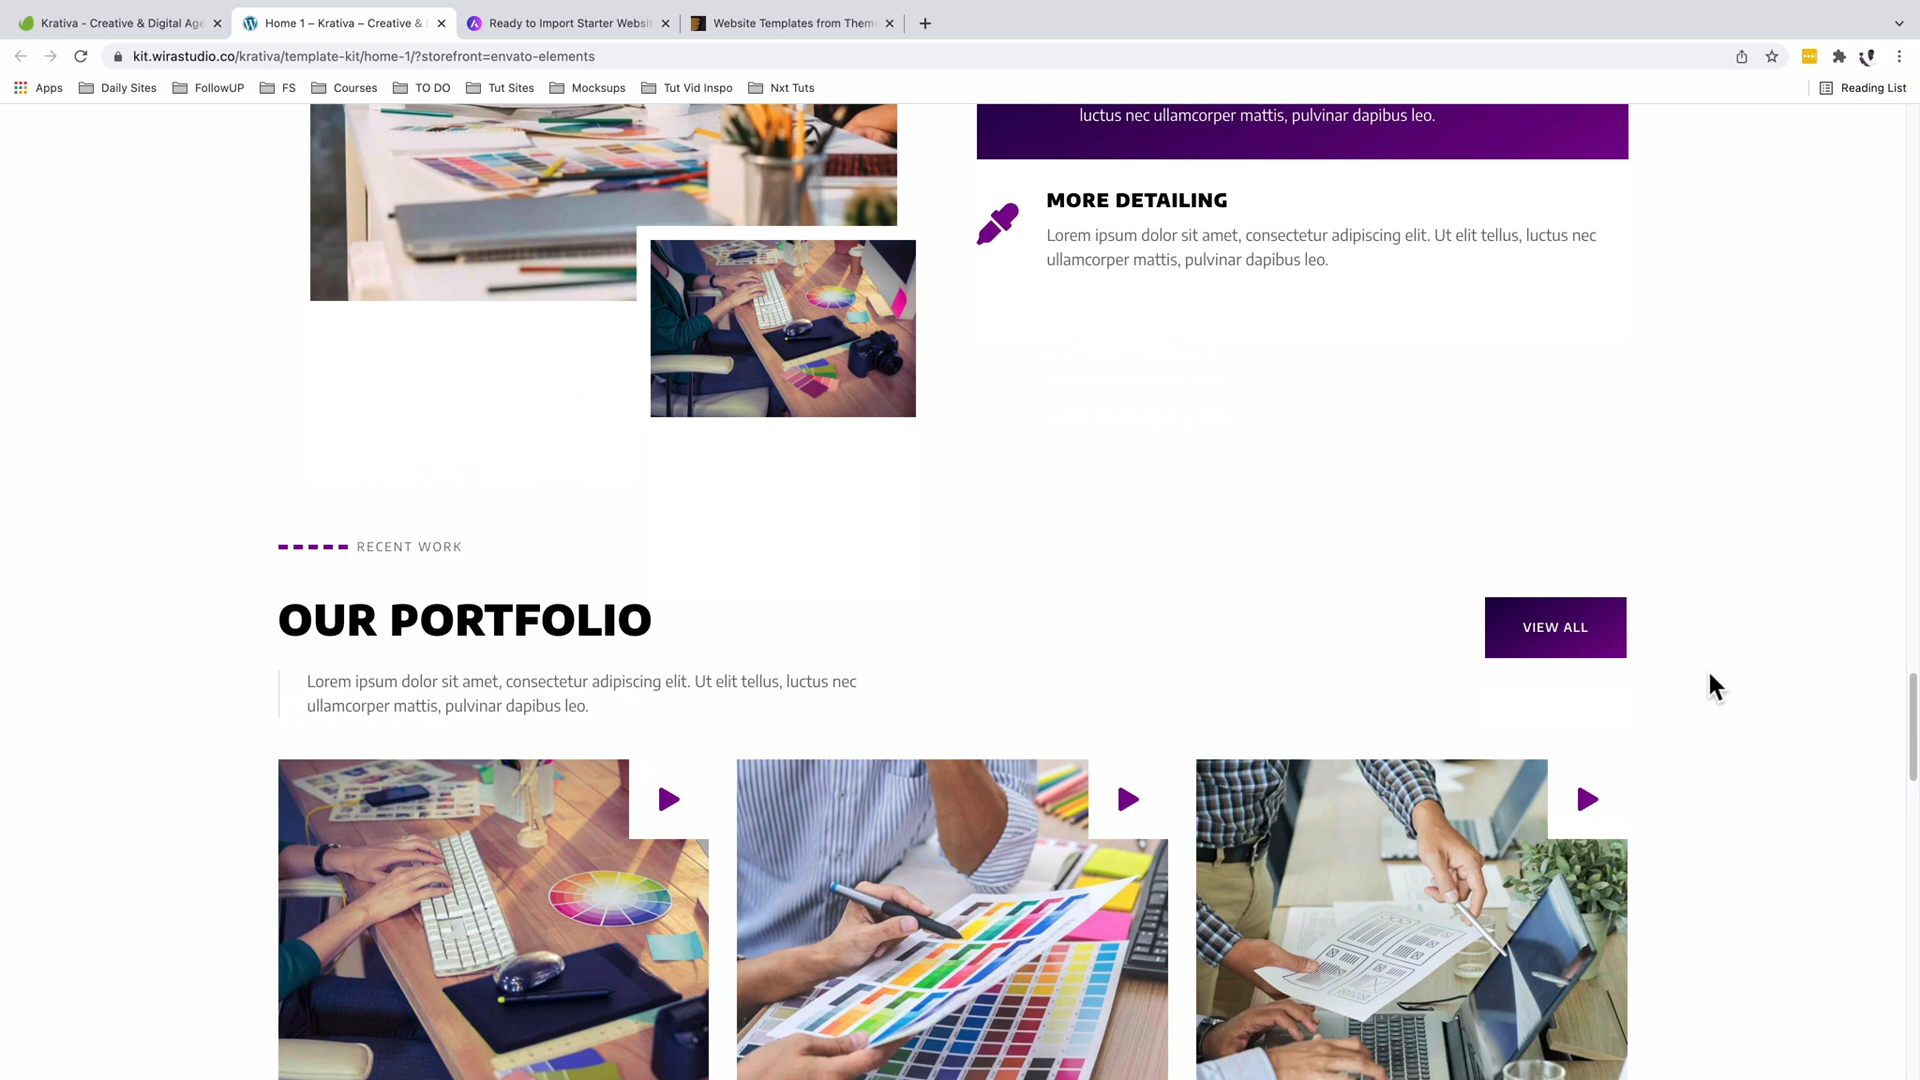 Krativa - Creative & Digital Age
Home 1 – Krativa – Creative & D
Ready to Import Starter Websit
Website Templates from Them
kit.wirastudio.co/krativa/template-kit/home-1/?storefront=envato-elements
Apps
Daily Sites
FollowUP
FS
Courses
TO DO
Tut Sites
Mocksups
Tut Vid Inspo
Nxt Tuts
Reading List
luctus nec ullamcorper mattis, pulvinar dapibus leo.
MORE DETAILING
Lorem ipsum dolor sit amet, consectetur adipiscing elit. Ut elit tellus, luctus nec
ullamcorper mattis, pulvinar dapibus leo.
RECENT WORK
OUR PORTFOLIO
VIEW ALL
Lorem ipsum dolor sit amet, consectetur adipiscing elit. Ut elit tellus, luctus nec
ullamcorper mattis, pulvinar dapibus leo.